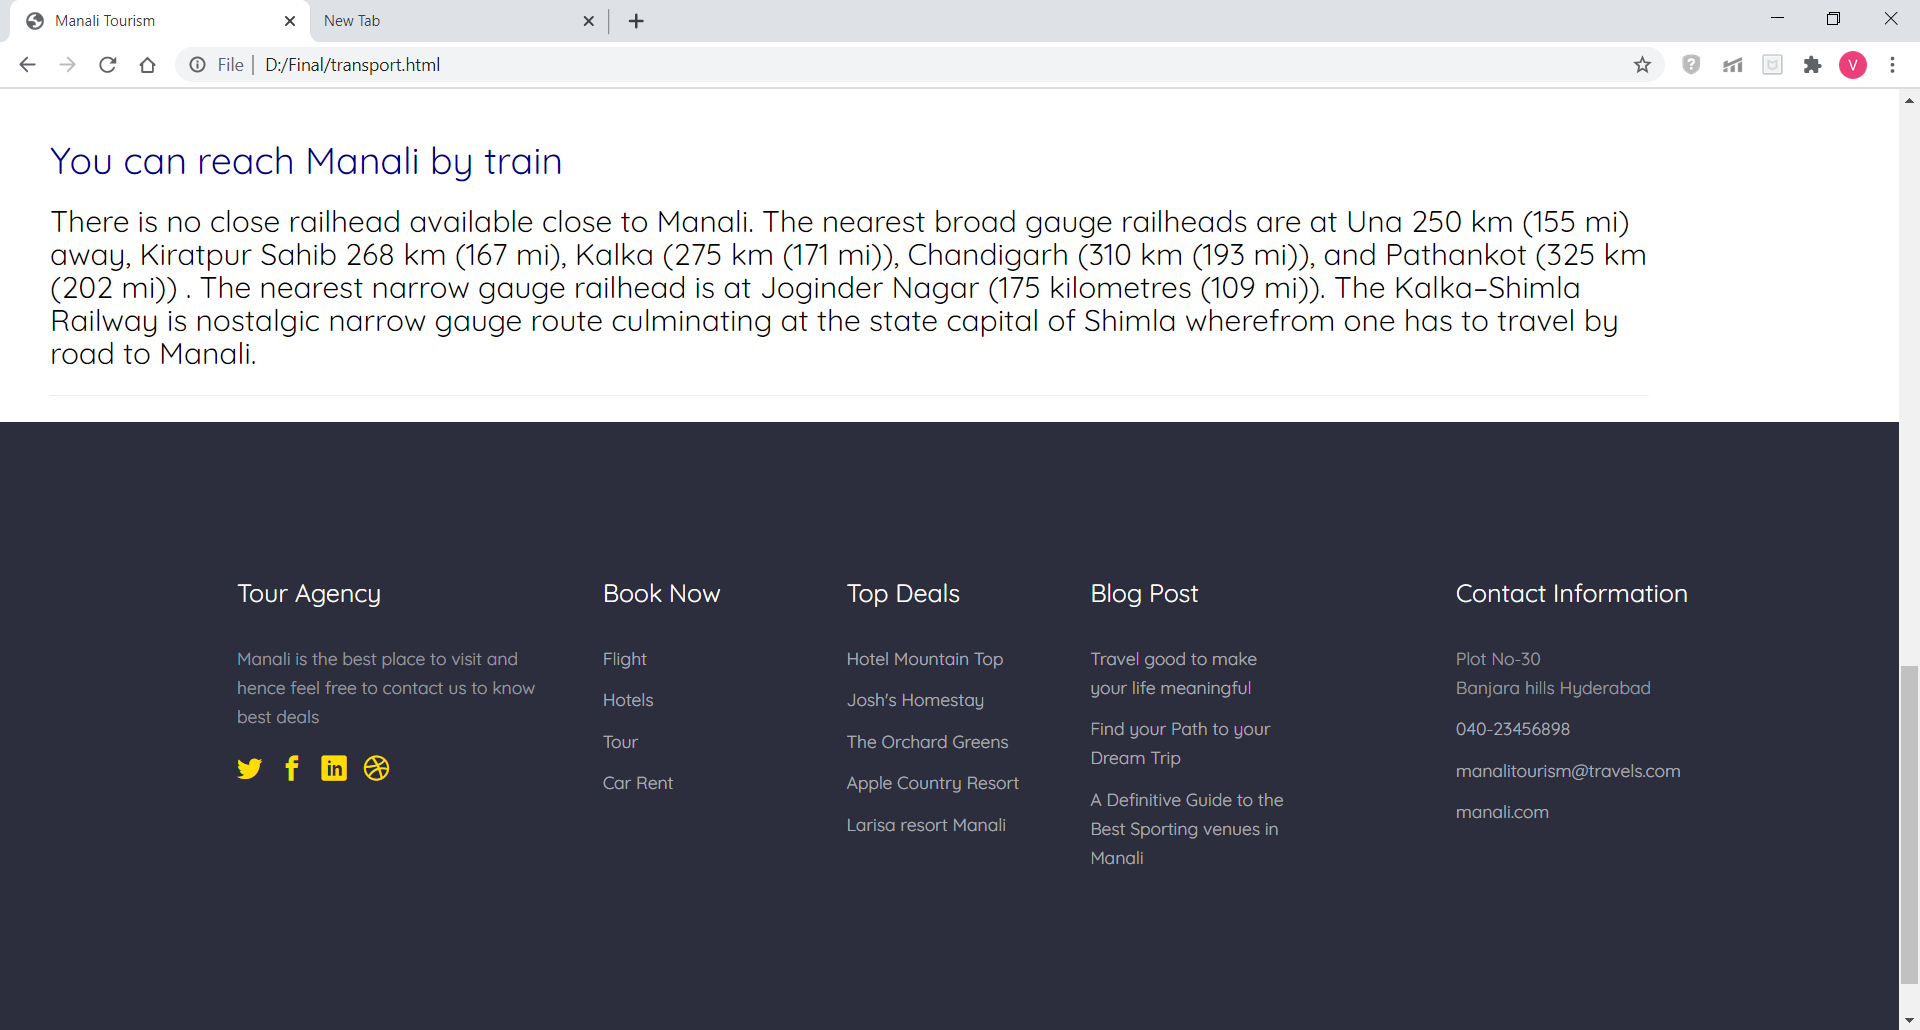 Manali Tourism
New Tab
File
D:/Final/transport.html
V
You can reach Manali by train
There is no close railhead available close to Manali. The nearest broad gauge railheads are at Una 250 km (155 mi)
away, Kiratpur Sahib 268 km (167 mi), Kalka (275 km (171 mi)), Chandigarh (310 km (193 mi)), and Pathankot (325 km
(202 mi)) . The nearest narrow gauge railhead is at Joginder Nagar (175 kilometres (109 mi)). The Kalka–Shimla
Railway is nostalgic narrow gauge route culminating at the state capital of Shimla wherefrom one has to travel by
road to Manali.
Tour Agency
Manali is the best place to visit and
hence feel free to contact us to know
best deals
Book Now
Flight
Hotels
Tour
Car Rent
Top Deals
Hotel Mountain Top
Josh's Homestay
The Orchard Greens
Apple Country Resort
Larisa resort Manali
Blog Post
Travel good to make
your life meaningful
Find your Path to your
Dream Trip
A Definitive Guide to the
Best Sporting venues in
Manali
Contact Information
Plot No-30
Banjara hills Hyderabad
040-23456898
manalitourism@travels.com
manali.com